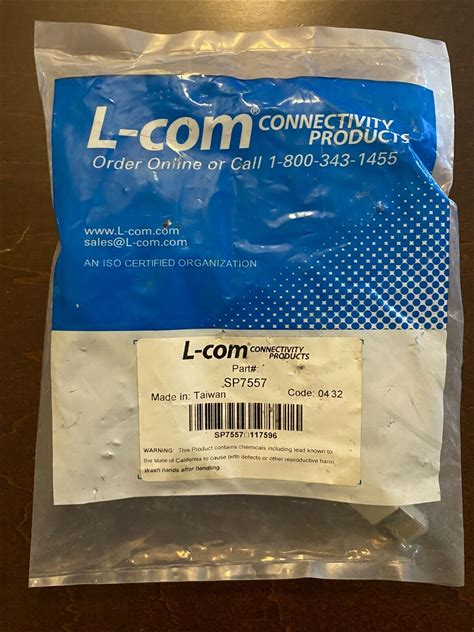 L-com® CONNECTIVITY
PRODUCTS
Order Online or Call 1-800-343-1455
www.L-com.com
sales@L-com.com
AN ISO CERTIFIED ORGANIZATION
L-com CONNECTIVITY
PRODUCTS
Part#:
SP7557
Made in: Taiwan Code: 0432
SP7557 117596
WARNING: This Product contains chemicals including lead known to
the state of California to cause birth defects or other reproductive harm.
Wash hands after handling.